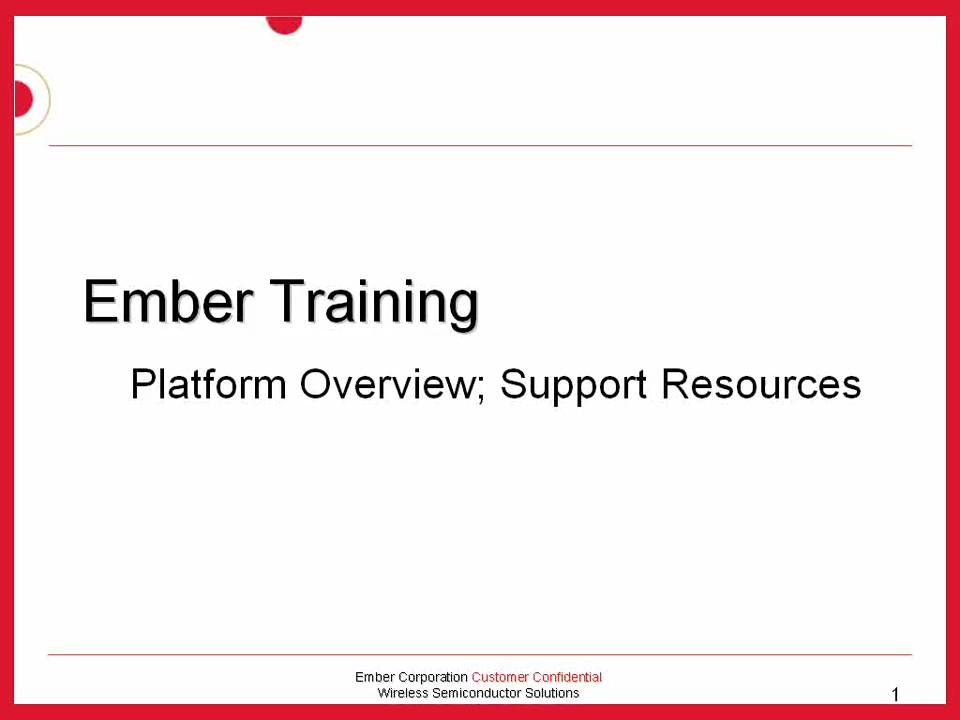 Ember Training
Platform Overview; Support Resources
Ember Corporation Customer Confidential
Wireless Semiconductor Solutions
1